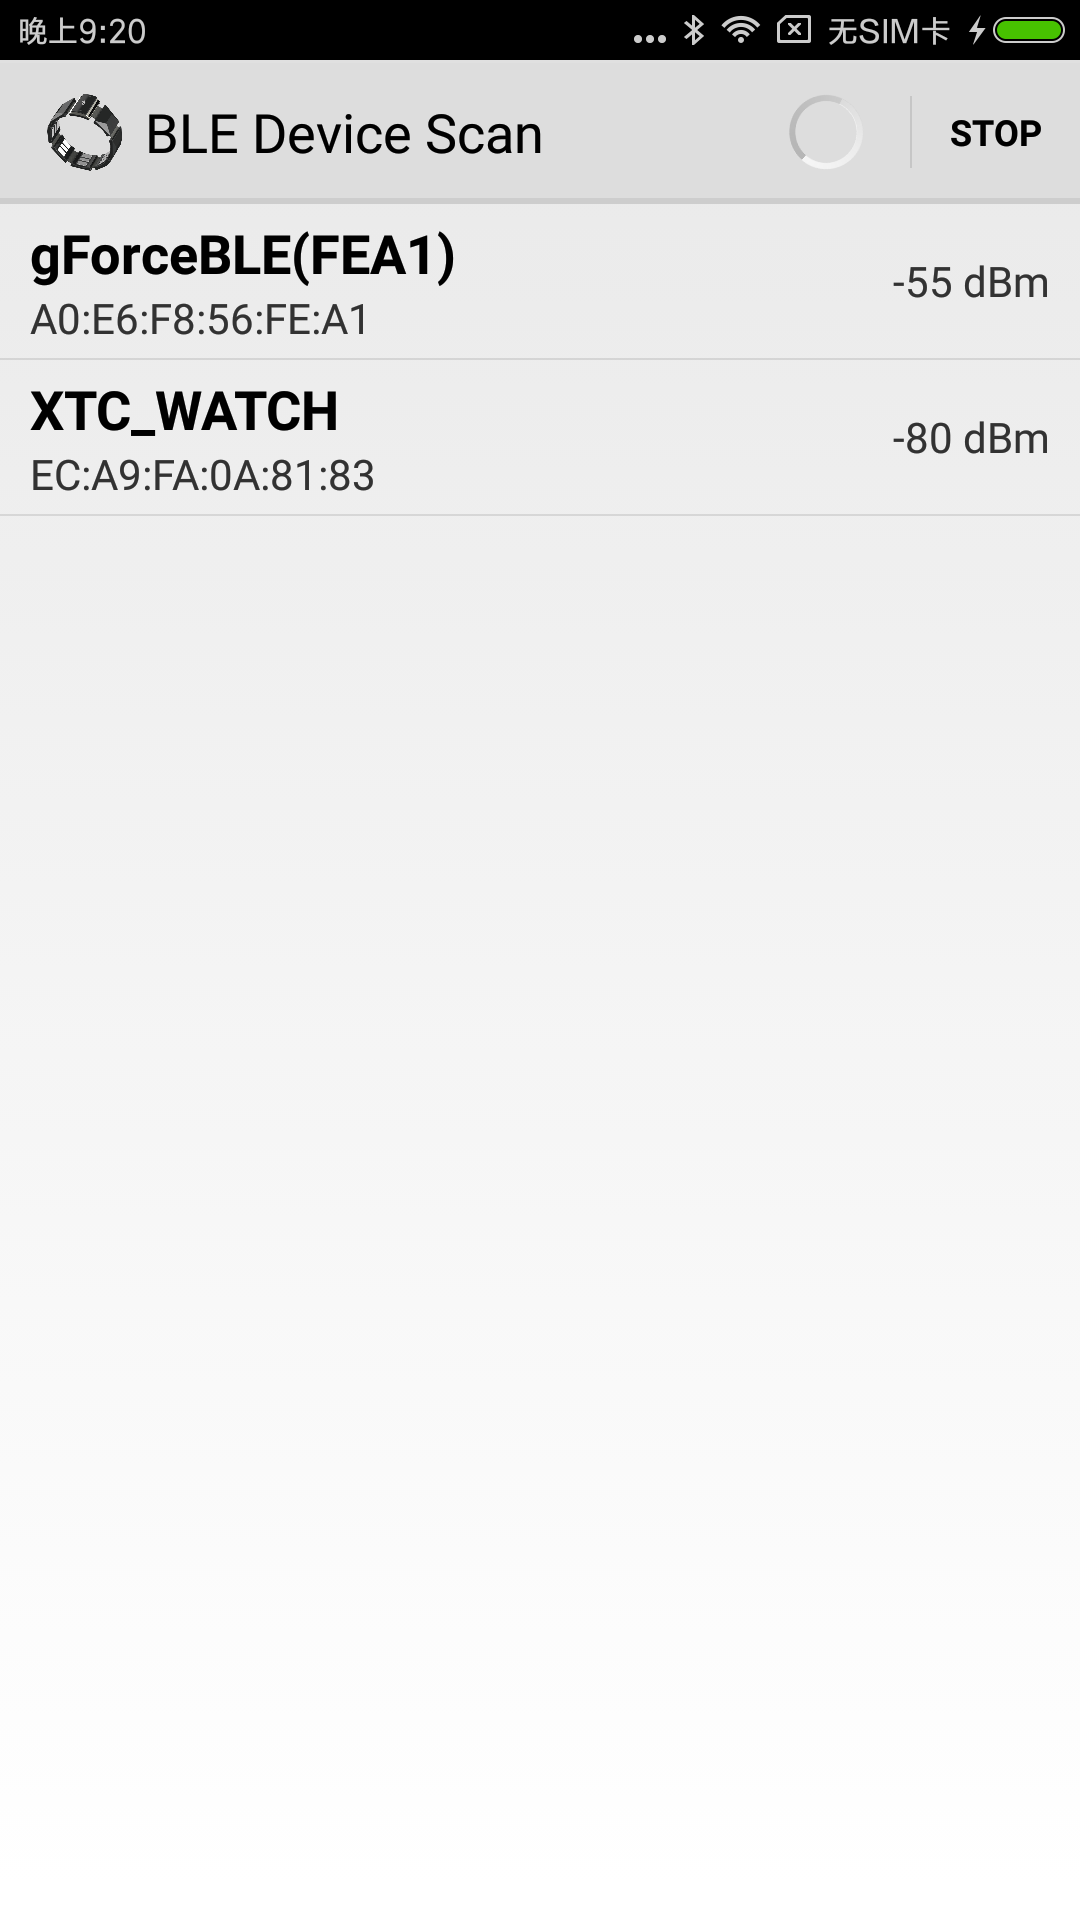 晚上9:20 无SIM卡
BLE Device Scan STOP
gForceBLE(FEA1)
A0:E6:F8:56:FE:A1
-55 dBm
XTC_WATCH
EC:A9:FA:0A:81:83
-80 dBm